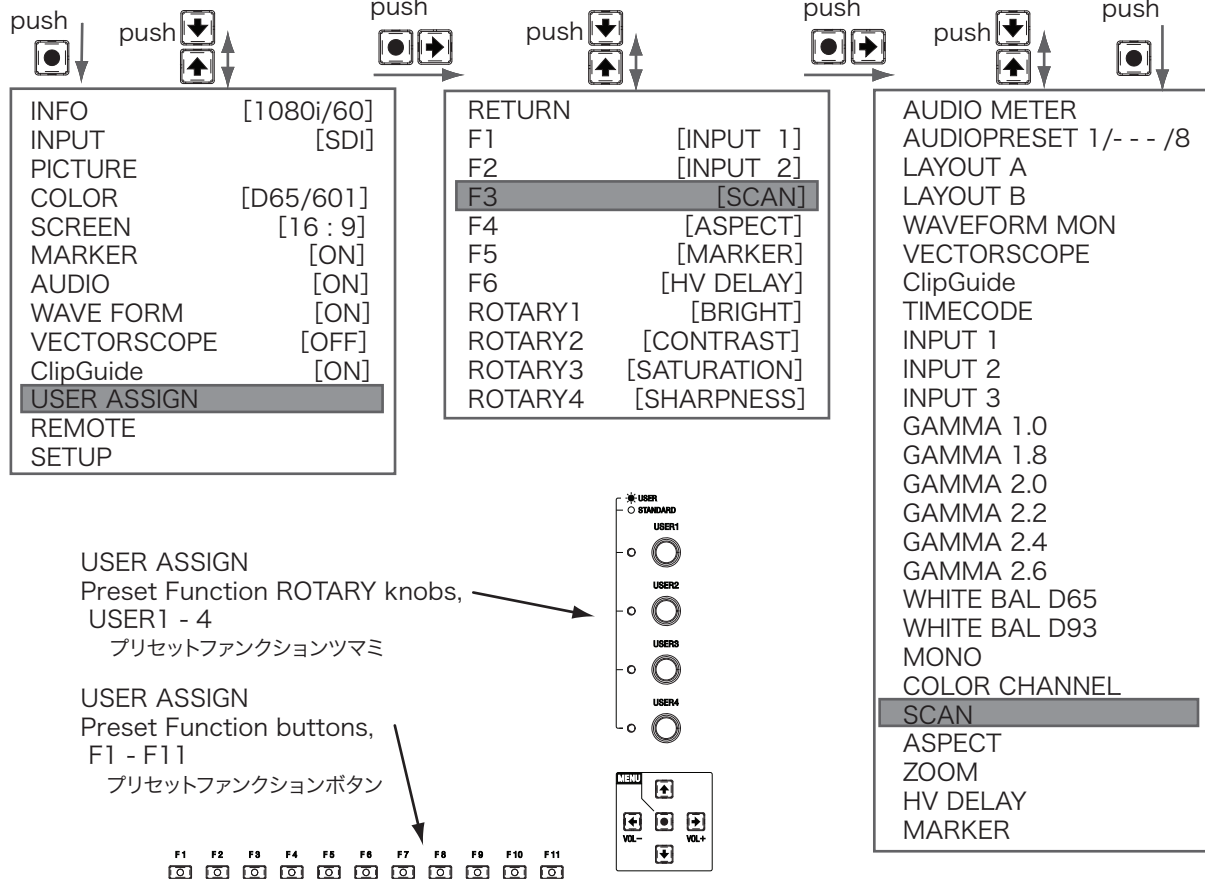 push
push
push
push
push
push
push
INFO [1080i/60]
INPUT [SDI]
PICTURE
COLOR [D65/601]
SCREEN [16 : 9]
MARKER [ON]
AUDIO [ON]
WAVE FORM [ON]
VECTORSCOPE [OFF]
ClipGuide [ON]
USER ASSIGN
REMOTE
SETUP
RETURN
F1 [INPUT 1]
F2 [INPUT 2]
F3 [SCAN]
F4 [ASPECT]
F5 [MARKER]
F6 [HV DELAY]
ROTARY1 [BRIGHT]
ROTARY2 [CONTRAST]
ROTARY3 [SATURATION]
ROTARY4 [SHARPNESS]
AUDIO METER
AUDIOPRESET 1/- - - /8
LAYOUT A
LAYOUT B
WAVEFORM MON
VECTORSCOPE
ClipGuide
TIMECODE
INPUT 1
INPUT 2
INPUT 3
GAMMA 1.0
GAMMA 1.8
GAMMA 2.0
GAMMA 2.2
GAMMA 2.4
GAMMA 2.6
WHITE BAL D65
WHITE BAL D93
MONO
COLOR CHANNEL
SCAN
ASPECT
ZOOM
HV DELAY
MARKER
USER ASSIGN
Preset Function ROTARY knobs,
USER1 - 4
プリセットファンクションツマミ
USER ASSIGN
Preset Function buttons,
F1 - F11
プリセットファンクションボタン
USER
STANDARD
USER1
USER2
USER3
USER4
MENU
VOL- VOL+
F1 F2 F3 F4 F5 F6 F7 F8 F9 F10 F11